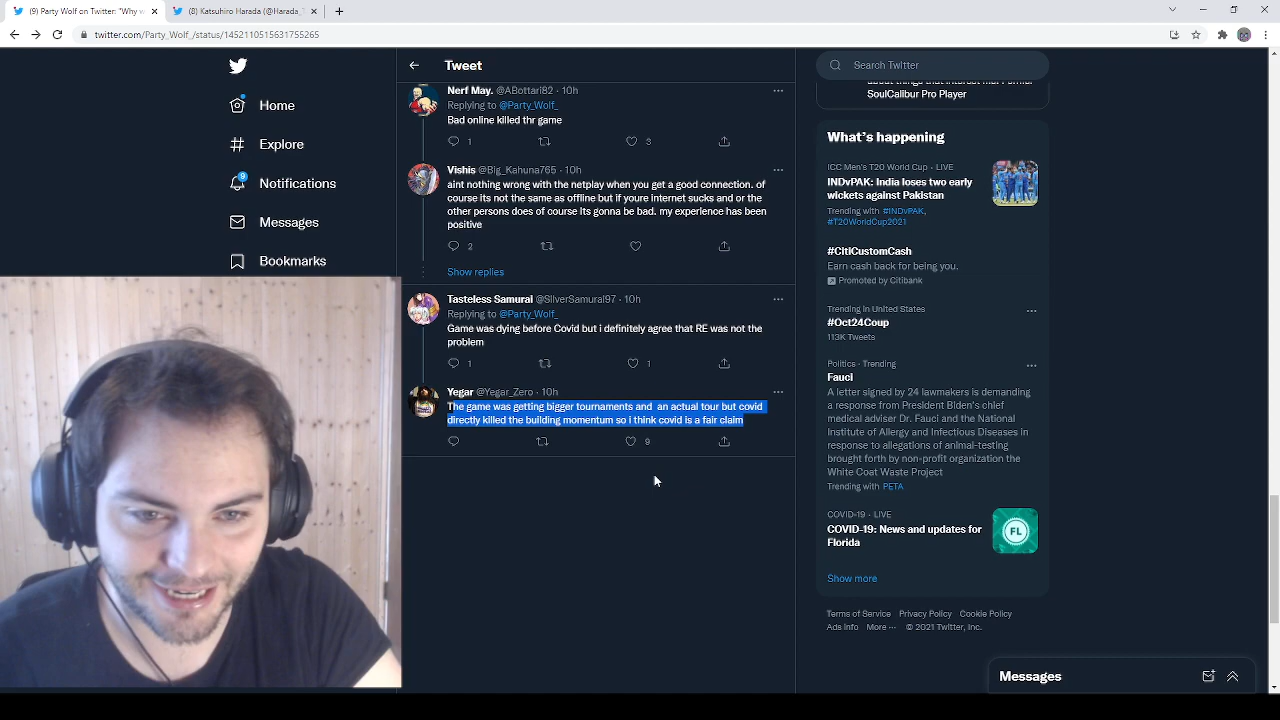 (9) Party Wolf on Twitter: "Why w
(8) Katsuhiro Harada (@Harada_T
twitter.com/Party_Wolf_/status/1452110515631755265
Home
Explore
9
Notifications
Messages
Bookmarks
Tweet
Nerf May. @ABottari82 · 10h
Replying to @Party_Wolf_
Bad online killed thr game
1
3
Vishis @Big_Kahuna765 · 10h
aint nothing wrong with the netplay when you get a good connection. of
course its not the same as offline but if youre internet sucks and or the
other persons does of course its gonna be bad. my experience has been
positive
2
Show replies
Tasteless Samurai @SilverSamurai97 · 10h
Replying to @Party_Wolf_
Game was dying before Covid but i definitely agree that RE was not the
problem
1
1
Yegar @Yegar_Zero · 10h
The game was getting bigger tournaments and an actual tour but covid
directly killed the building momentum so i think covid is a fair claim
9
Search Twitter
SoulCalibur Pro Player
What's happening
ICC Men's T20 World Cup · LIVE
INDvPAK: India loses two early
wickets against Pakistan
Trending with #INDvPAK,
#T20WorldCup2021
#CitiCustomCash
Earn cash back for being you.
Promoted by Citibank
Trending in United States
#Oct24Coup
113K Tweets
Politics · Trending
Fauci
A letter signed by 24 lawmakers is demanding
a response from President Biden's chief
medical adviser Dr. Fauci and the National
Institute of Allergy and Infectious Diseases in
response to allegations of animal-testing
brought forth by non-profit organization the
White Coat Waste Project
Trending with PETA
COVID-19 · LIVE
COVID-19: News and updates for
Florida
FL
Show more
Terms of Service Privacy Policy Cookie Policy
Ads info More ··· © 2021 Twitter, Inc.
Messages